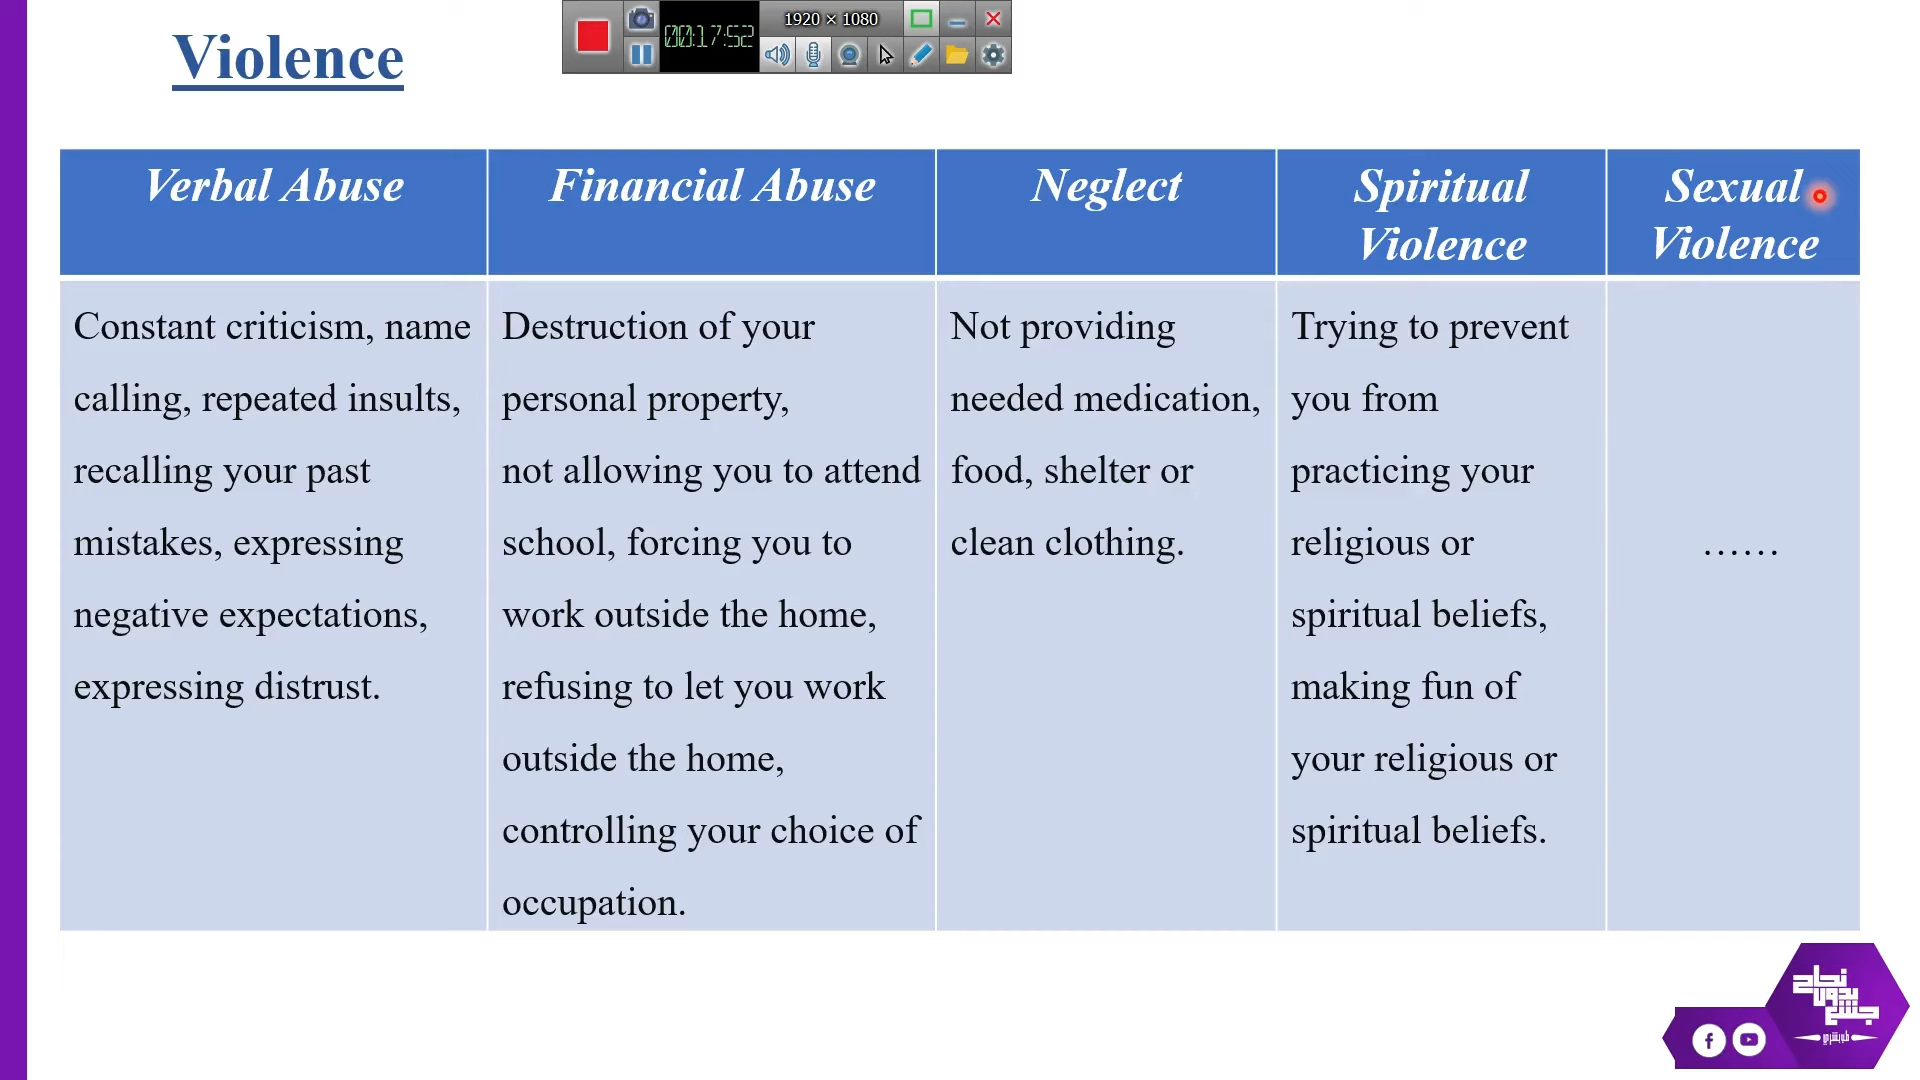 Violence
00:17:52
1920 × 1080
Verbal Abuse
Constant criticism, name
calling, repeated insults,
recalling your past
mistakes, expressing
negative expectations,
expressing distrust.
Financial Abuse
Destruction of your
personal property,
not allowing you to attend
school, forcing you to
work outside the home,
refusing to let you work
outside the home,
controlling your choice of
occupation.
Neglect
Not providing
needed medication,
food, shelter or
clean clothing.
Spiritual
Violence
Trying to prevent
you from
practicing your
religious or
spiritual beliefs,
making fun of
your religious or
spiritual beliefs.
Sexual
Violence
......
نجاح
بدون
جشع